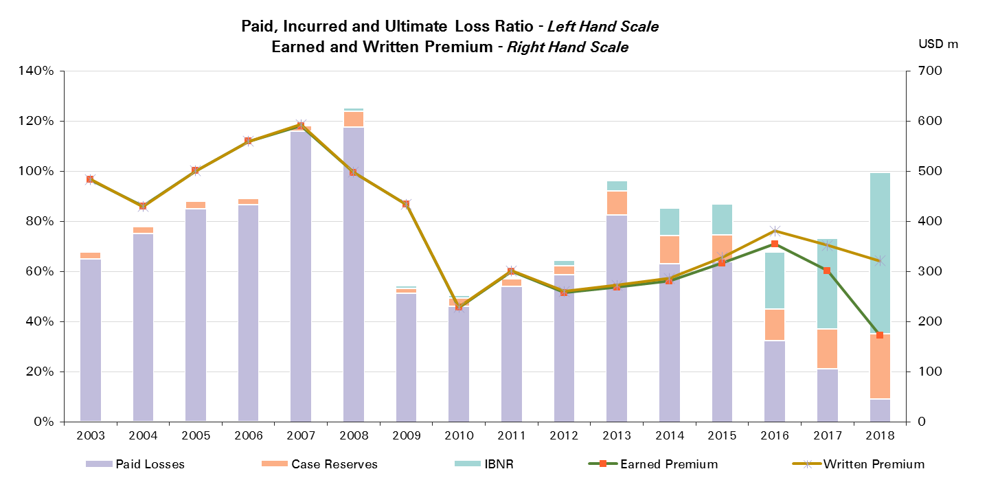 Paid, Incurred and Ultimate Loss Ratio - Left Hand Scale
Earned and Written Premium - Right Hand Scale
USD m
140% 700
120% 600
100% 500
80% 400
60% 300
40% 200
20% 100
0% 0
2003 2004 2005 2006 2007 2008 2009 2010 2011 2012 2013 2014 2015 2016 2017 2018
Paid Losses Case Reserves IBNR Earned Premium Written Premium